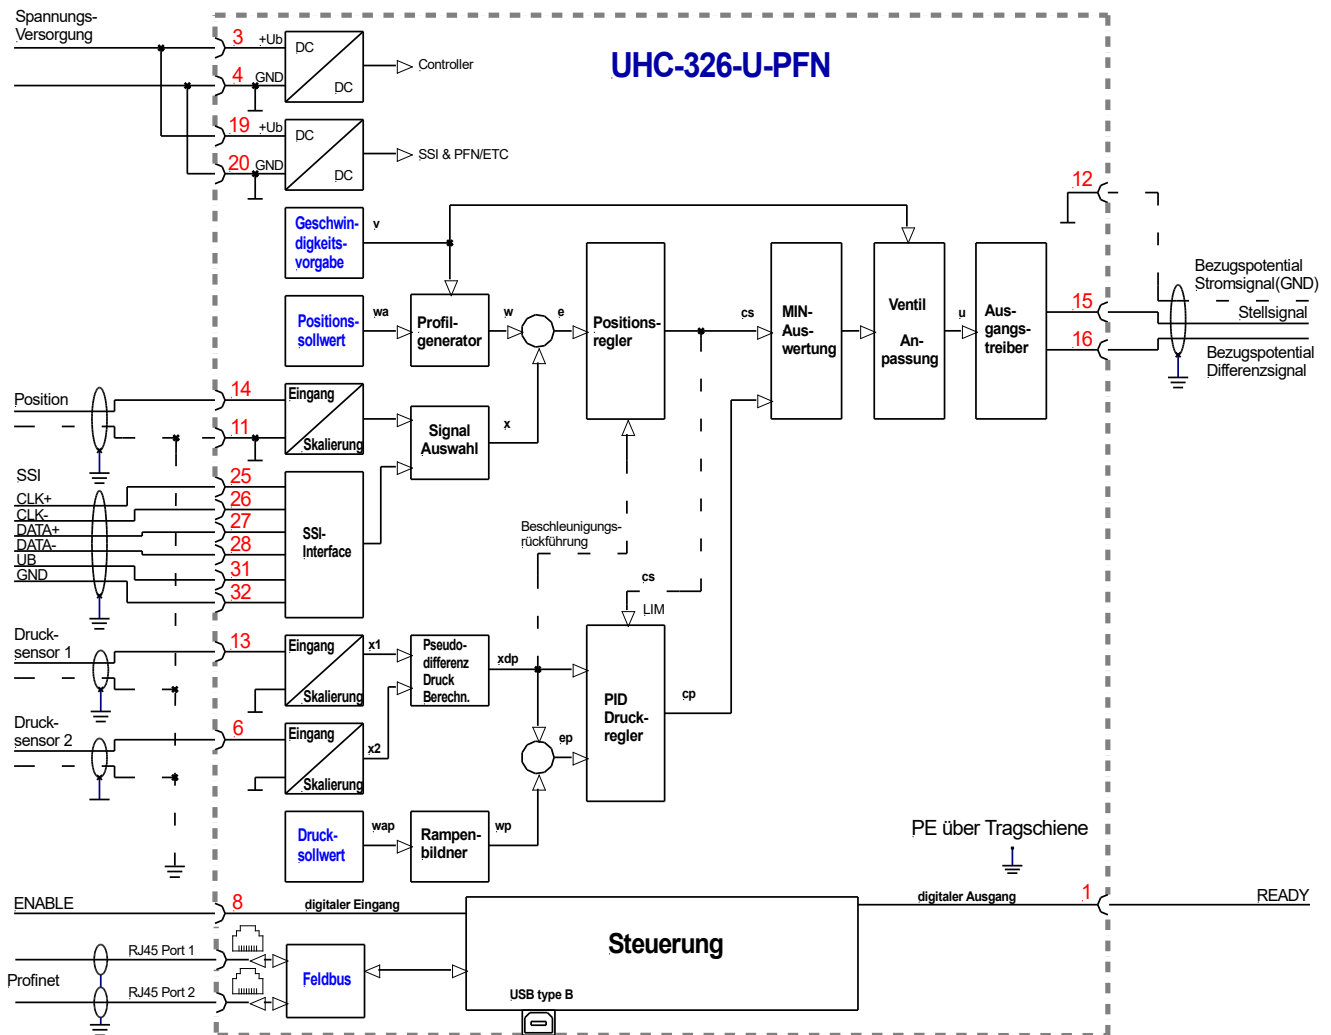 Spannungs-
Versorgung
UHC-326-U-PFN
3
+Ub
DC
DC
Controller
4
GND
19
+Ub
DC
DC
SSI & PFN/ETC
20
GND
12
Geschwin-
digkeits-
vorgabe
v
Positions-
sollwert
wa
Profil-
generator
w
e
Positions-
regler
cs
MIN-
Aus-
wertung
Ventil
An-
passung
u
Aus-
gangs-
treiber
15
16
Bezugspotential
Stromsignal(GND)
Stellsignal
Bezugspotential
Differenzsignal
Position
14
11
Eingang
Skalierung
Signal
Auswahl
x
SSI
CLK+
CLK-
DATA+
DATA-
UB
GND
25
26
27
28
31
32
SSI-
Interface
Beschleunigungs-
rückführung
cs
LIM
Druck-
sensor 1
13
Eingang
Skalierung
x1
Pseudo-
differenz
Druck
Berechn.
xdp
PID
Druck-
regler
cp
Druck-
sensor 2
6
Eingang
Skalierung
x2
ep
Druck-
sollwert
wap
Rampen-
bildner
wp
PE über Tragschiene
ENABLE
8
digitaler Eingang
digitaler Ausgang
1
READY
Steuerung
Profinet
RJ45 Port 1
RJ45 Port 2
Feldbus
USB type B